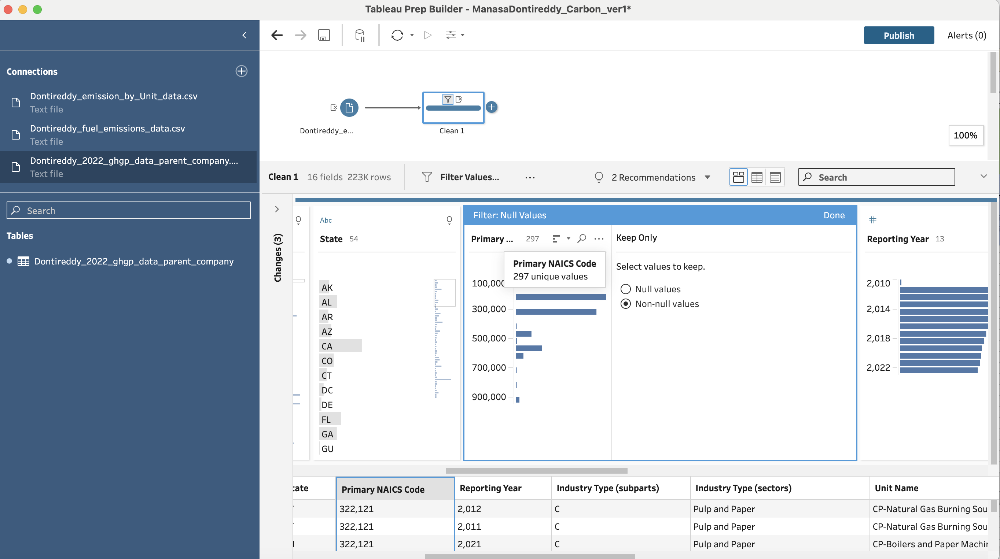 Tableau Prep Builder - ManasaDontireddy_Carbon_ver1*
Publish
Alerts (0)
Connections
Dontireddy_emission_by_Unit_data.csv
Text file
Dontireddy_fuel_emissions_data.csv
Text file
Dontireddy_2022_ghgp_data_parent_company....
Text file
Search
Tables
Dontireddy_2022_ghgp_data_parent_company
Dontireddy_e...
Clean 1
100%
Clean 1 16 fields 223K rows
Filter Values...
2 Recommendations
Search
Changes (3)
Abc
State 54
AK
AL
AR
AZ
CA
CO
CT
DC
DE
FL
GA
GU
Filter: Null Values
Done
Primary ... 297
Primary NAICS Code
297 unique values
100,000
300,000
500,000
700,000
900,000
Keep Only
Select values to keep.
Null values
Non-null values
#
Reporting Year 13
2,010
2,014
2,018
2,022
tate Primary NAICS Code Reporting Year Industry Type (subparts) Industry Type (sectors) Unit Name
322,121 2,012 C Pulp and Paper CP-Natural Gas Burning Sou
322,121 2,011 C Pulp and Paper CP-Natural Gas Burning Sou
322,121 2,021 C Pulp and Paper CP-Boilers and Paper Machin